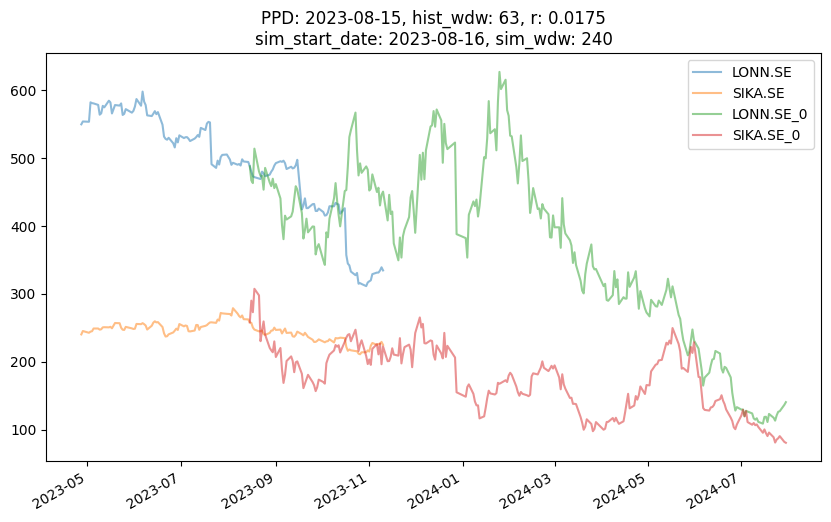 PPD: 2023-08-15, hist_wdw: 63, r: 0.0175
sim_start_date: 2023-08-16, sim_wdw: 240
LONN.SE
SIKA.SE
LONN.SE_0
SIKA.SE_0
600
500
400
300
200
100
2023-05
2023-07
2023-09
2023-11
2024-01
2024-03
2024-05
2024-07